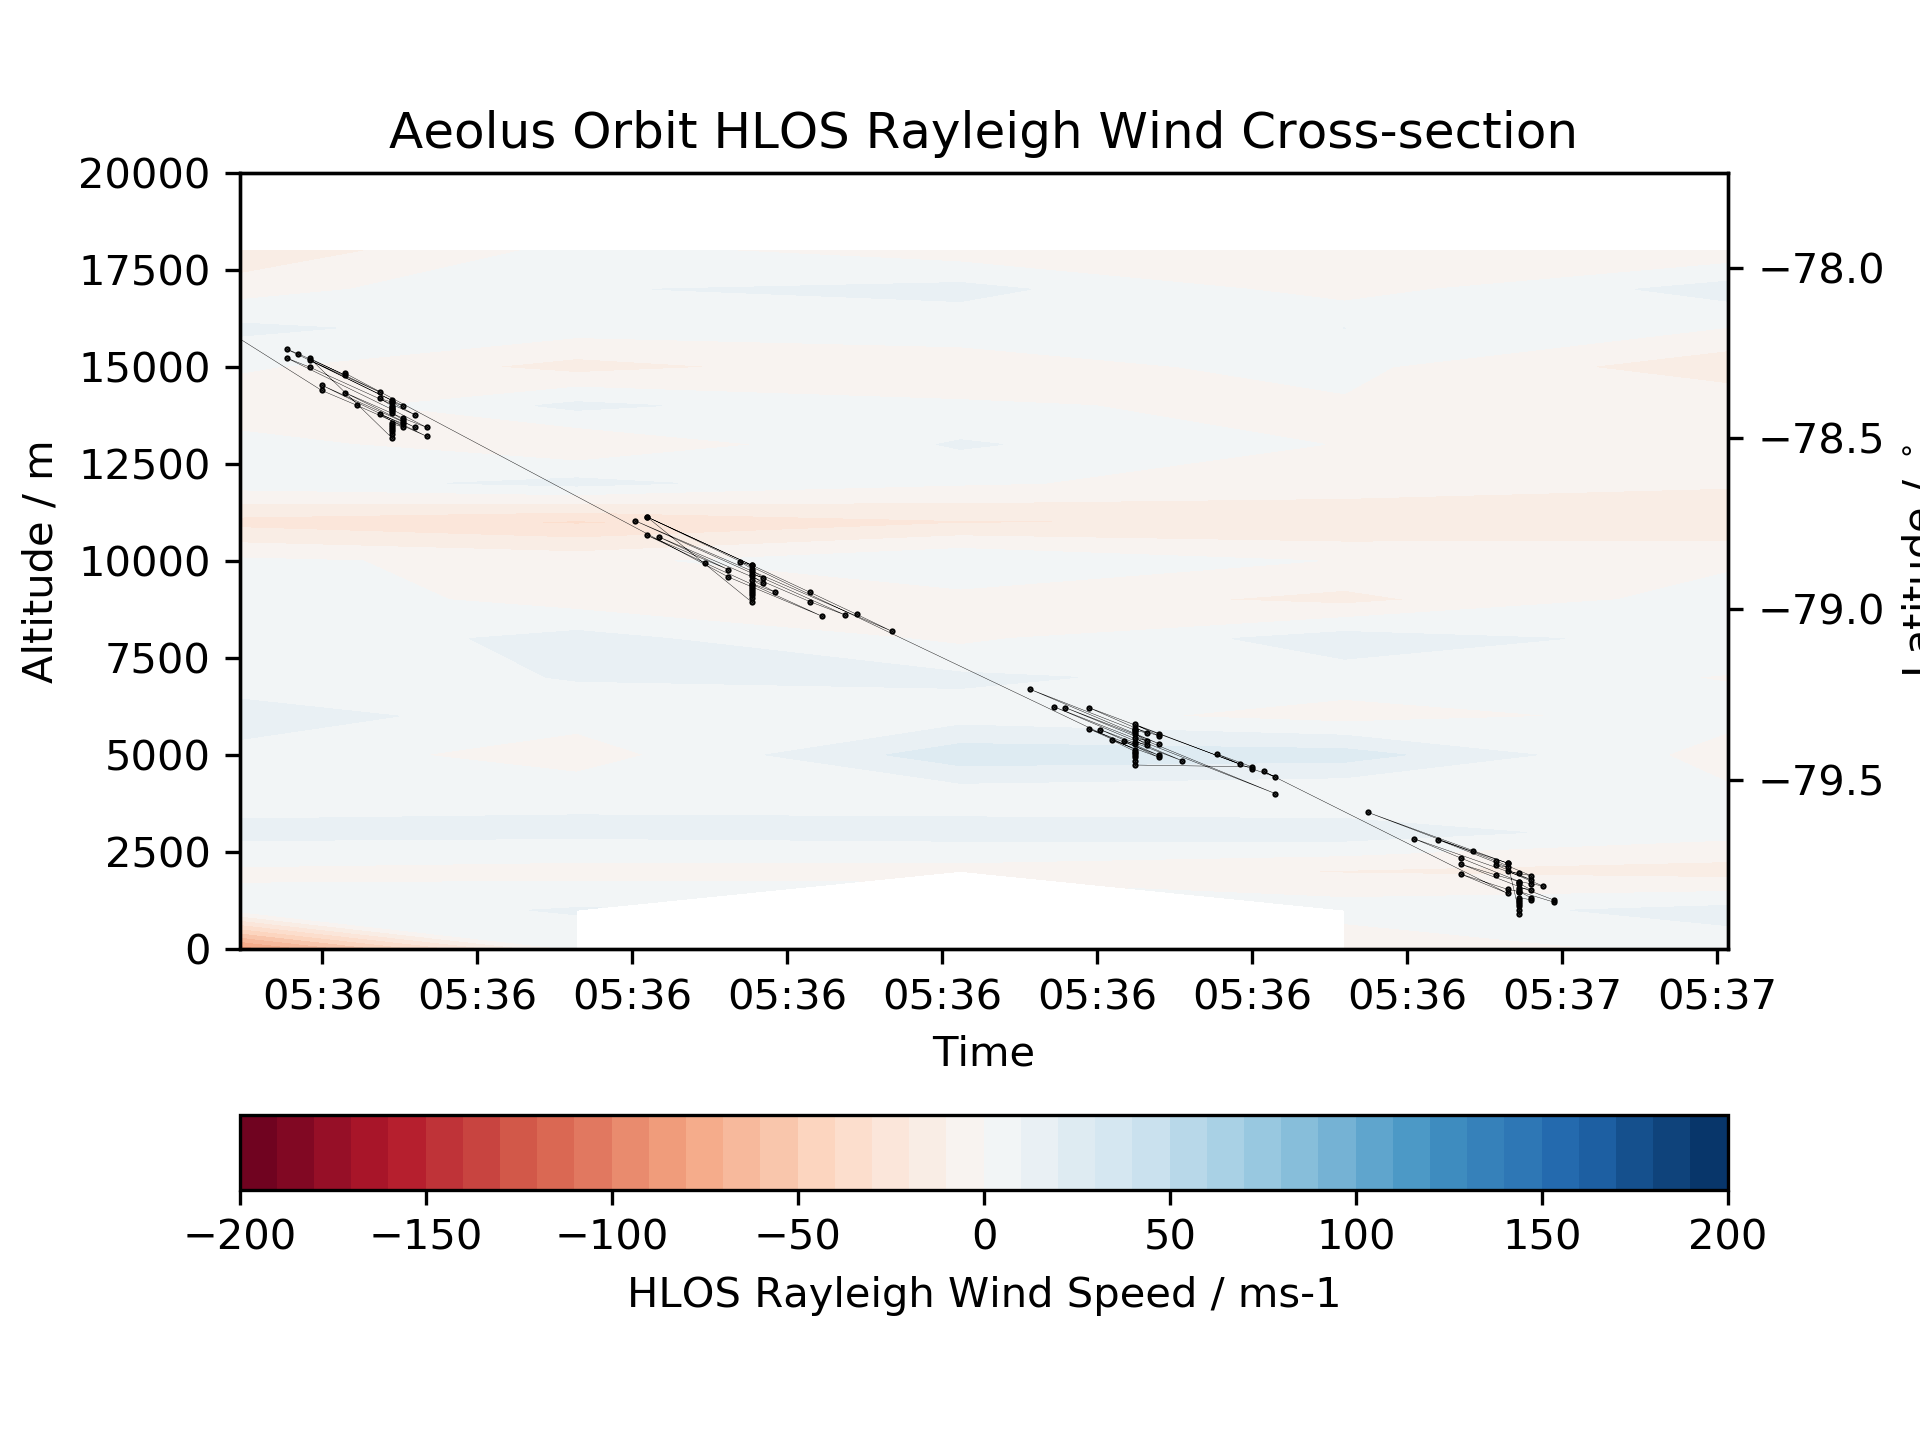 Aeolus Orbit HLOS Rayleigh Wind Cross-section
20000
17500
15000
12500
10000
7500
5000
2500
0
Altitude / m
−78.0
−78.5
−79.0
−79.5
Latitude / °
05:36 05:36 05:36 05:36 05:36 05:36 05:36 05:36 05:37 05:37
Time
−200 −150 −100 −50 0 50 100 150 200
HLOS Rayleigh Wind Speed / ms-1